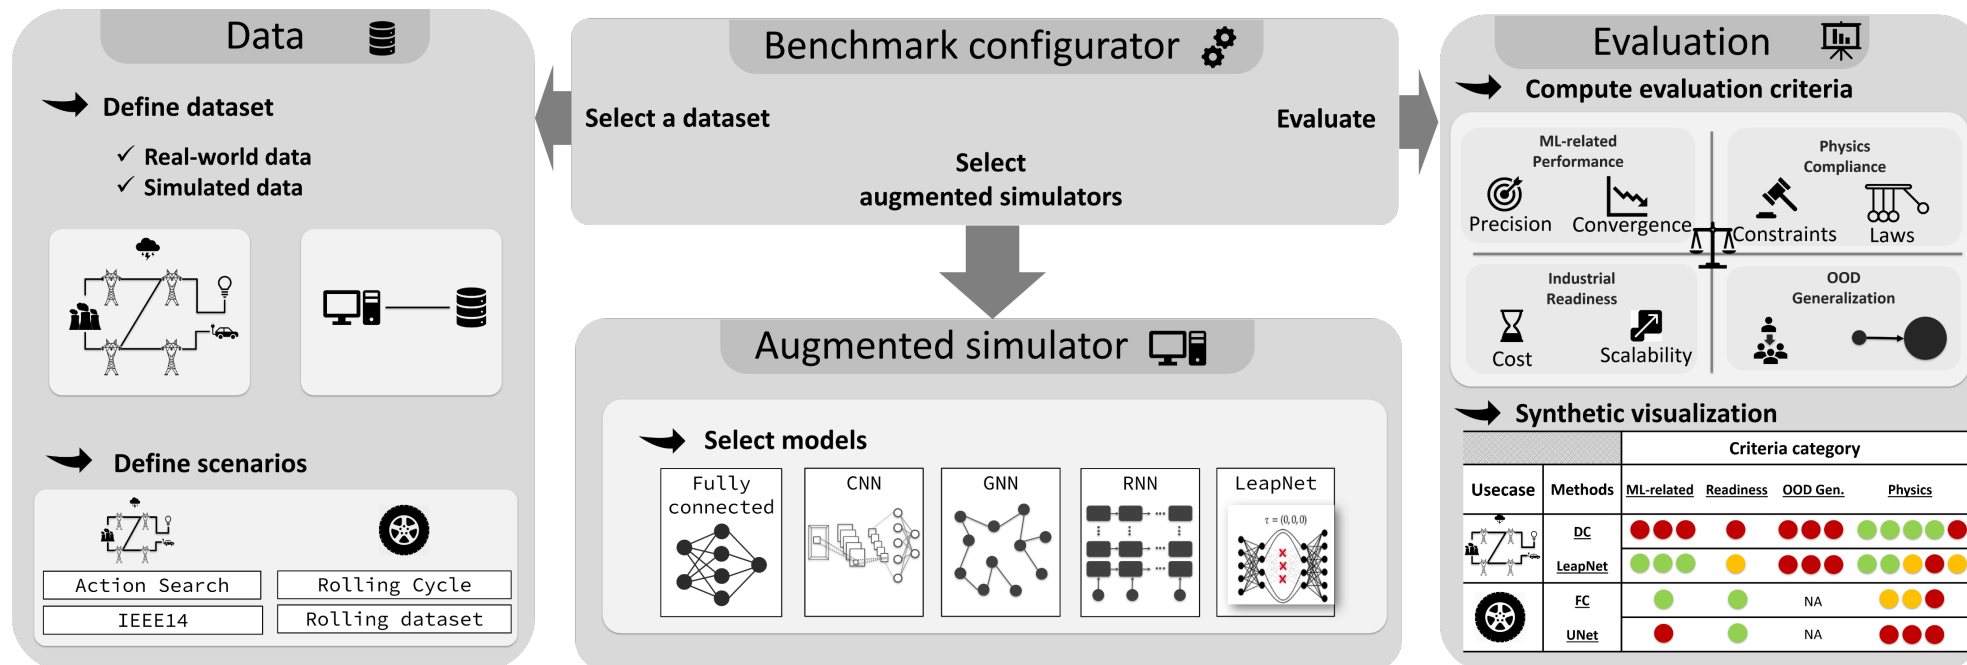 Data
Define dataset
✓ Real-world data
✓ Simulated data
Define scenarios
Action Search
IEEE14
Rolling Cycle
Rolling dataset
Benchmark configurator
Select a dataset
Evaluate
Select
augmented simulators
Augmented simulator
Select models
Fully
connected
CNN
GNN
RNN
LeapNet
τ = (0,0,0)
Evaluation
Compute evaluation criteria
ML-related
Performance
Precision
Convergence
Physics
Compliance
Constraints
Laws
Industrial
Readiness
Cost
Scalability
OOD
Generalization
Synthetic visualization
Criteria category
Usecase
Methods
ML-related
Readiness
OOD Gen.
Physics
DC
LeapNet
FC
NA
UNet
NA